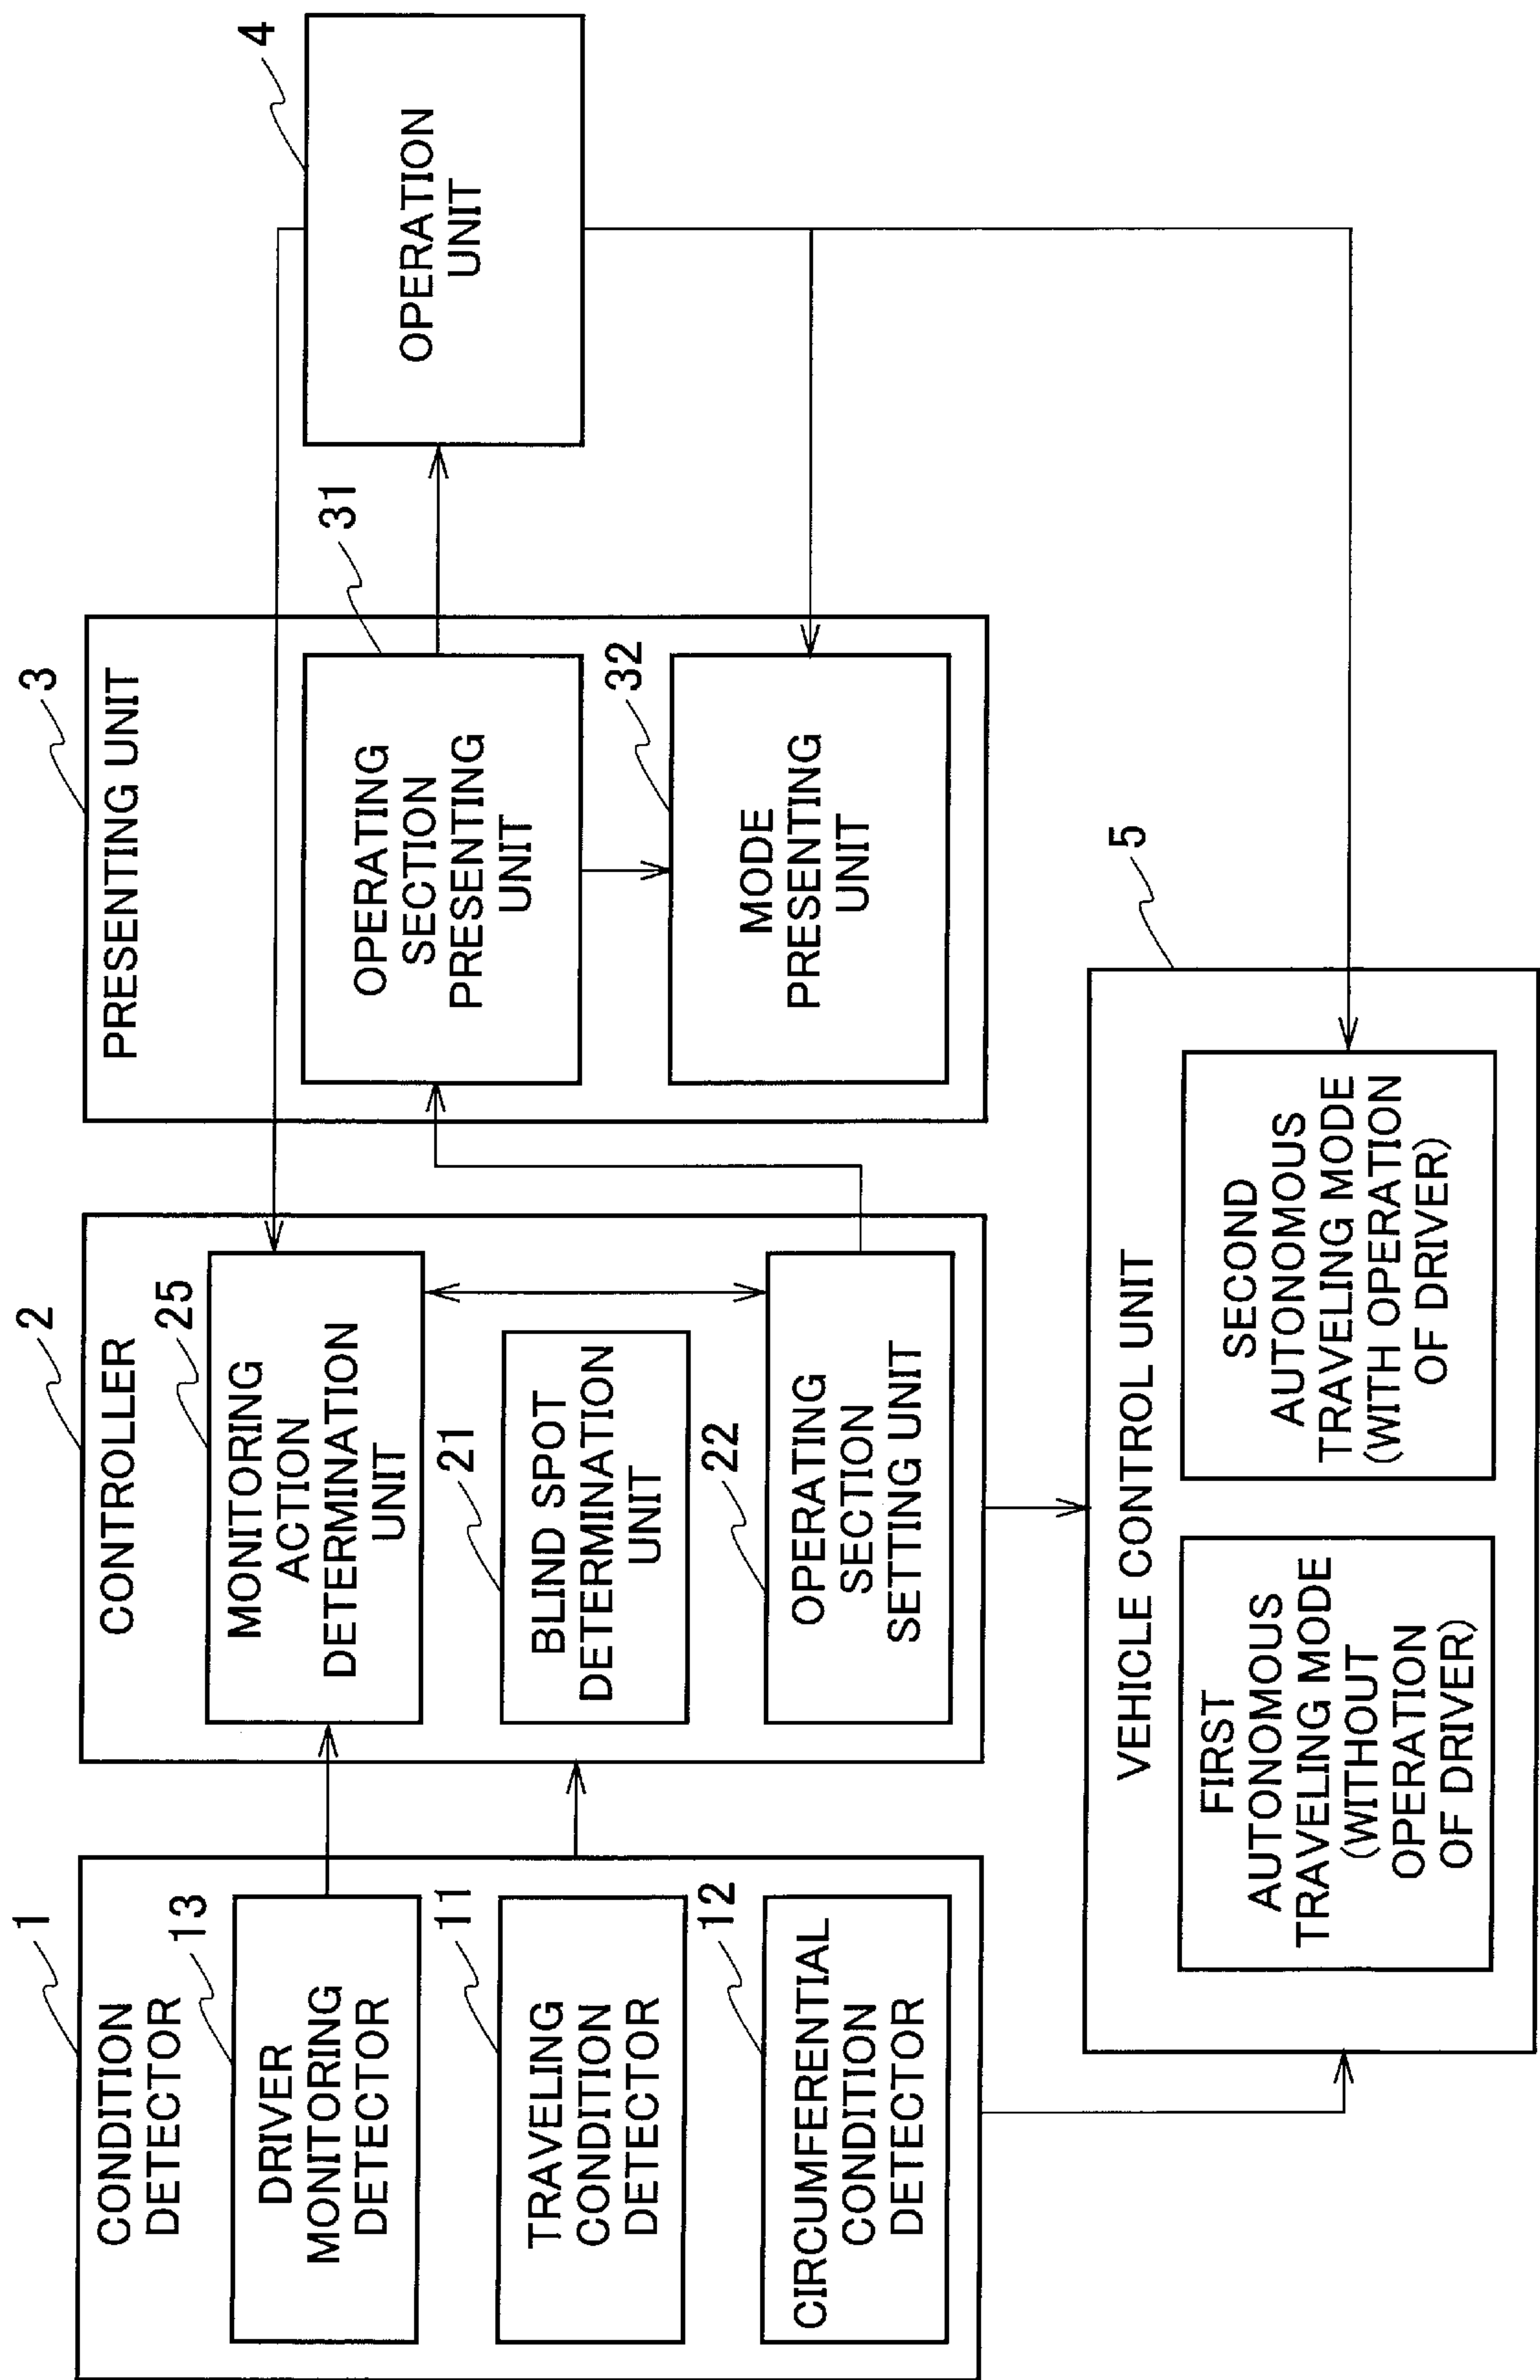 1
CONDITION
DETECTOR
13
DRIVER
MONITORING
DETECTOR
11
TRAVELING
CONDITION
DETECTOR
12
CIRCUMFERENTIAL
CONDITION
DETECTOR
2
CONTROLLER
25
MONITORING
ACTION
DETERMINATION
UNIT
21
BLIND SPOT
DETERMINATION
UNIT
22
OPERATING
SECTION
SETTING UNIT
3
PRESENTING UNIT
31
OPERATING
SECTION
PRESENTING
UNIT
32
MODE
PRESENTING
UNIT
4
OPERATION
UNIT
5
VEHICLE CONTROL UNIT
FIRST
AUTONOMOUS
TRAVELING MODE
(WITHOUT
OPERATION
OF DRIVER)
SECOND
AUTONOMOUS
TRAVELING MODE
(WITH OPERATION
OF DRIVER)